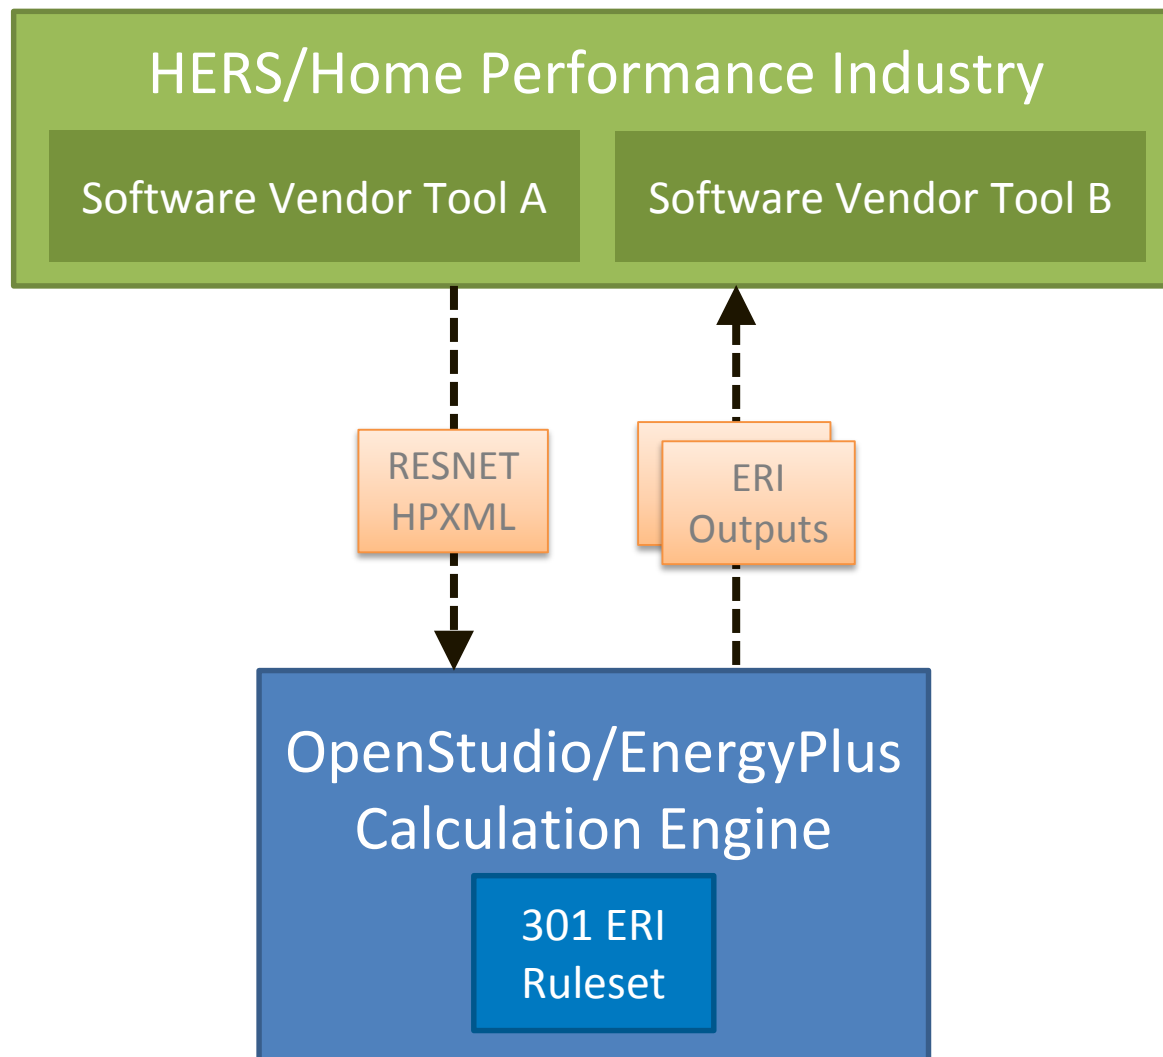 HERS/Home Performance Industry
Software Vendor Tool A
Software Vendor Tool B
RESNET
HPXML
ERI
Outputs
OpenStudio/EnergyPlus
Calculation Engine
301 ERI
Ruleset